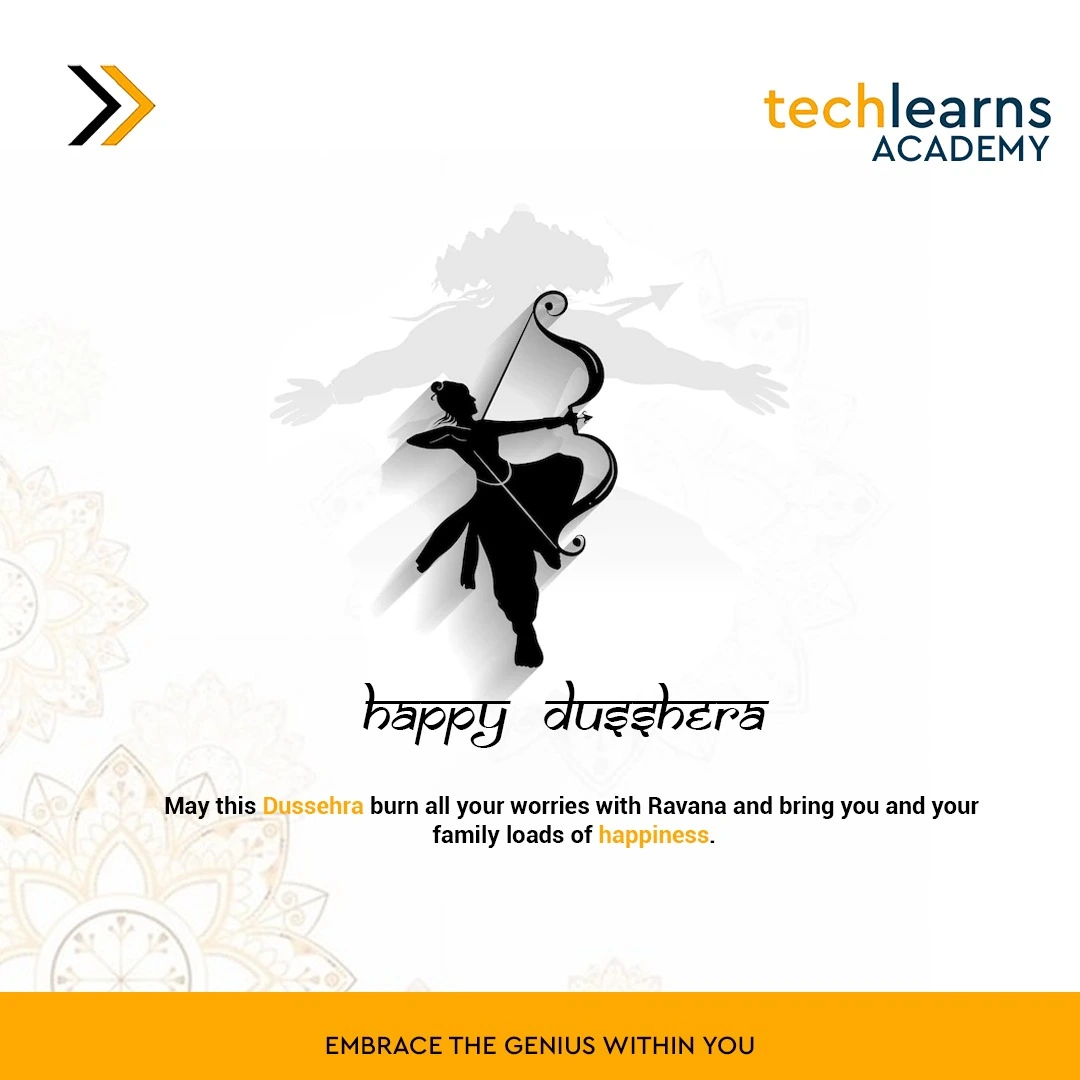 techlearns
ACADEMY
happy dusshera
May this Dussehra burn all your worries with Ravana and bring you and your
family loads of happiness.
EMBRACE THE GENIUS WITHIN YOU